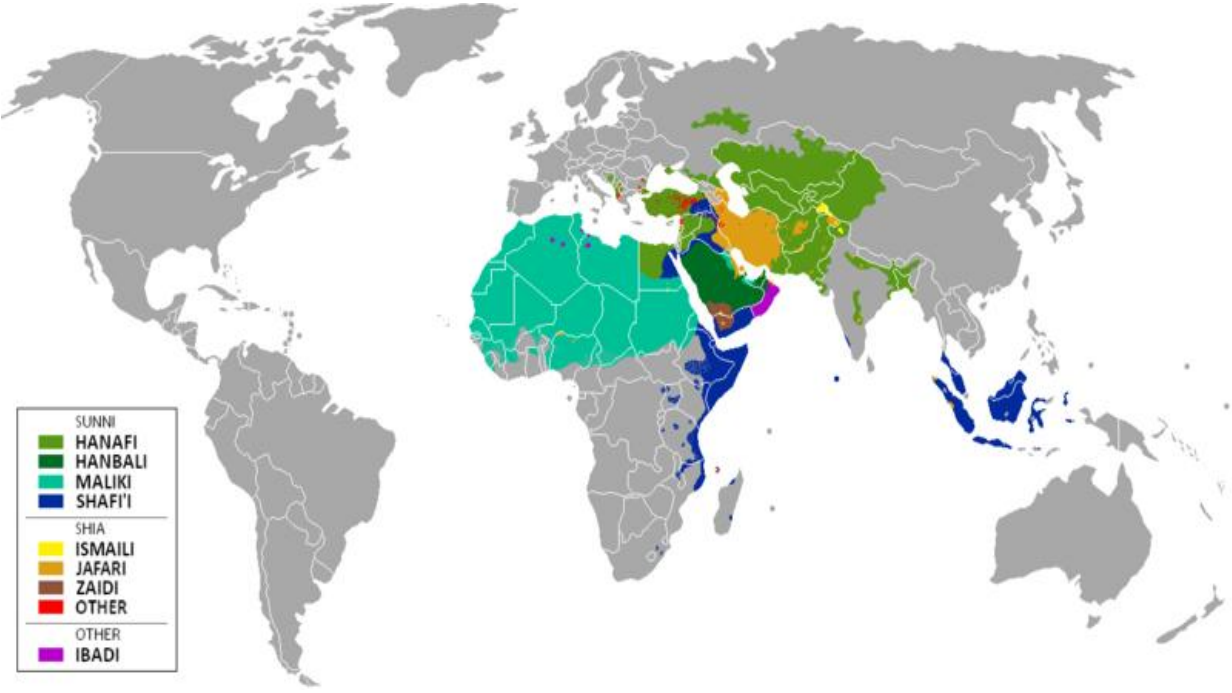 SUNNI
HANAFI
HANBALI
MALIKI
SHAFI'I
SHIA
ISMAILI
JAFARI
ZAIDI
OTHER
OTHER
IBADI